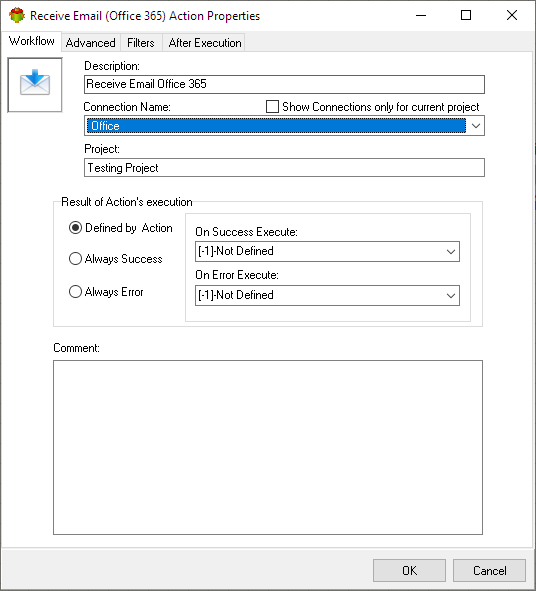 Receive Email (Office 365) Action Properties
Workflow Advanced Filters After Execution
Description:
Receive Email Office 365
Connection Name: Show Connections only for current project
Office
Project:
Testing Project
Result of Action's execution
Defined by Action
Always Success
Always Error
On Success Execute:
[-1]-Not Defined
On Error Execute:
[-1]-Not Defined
Comment:
OK Cancel